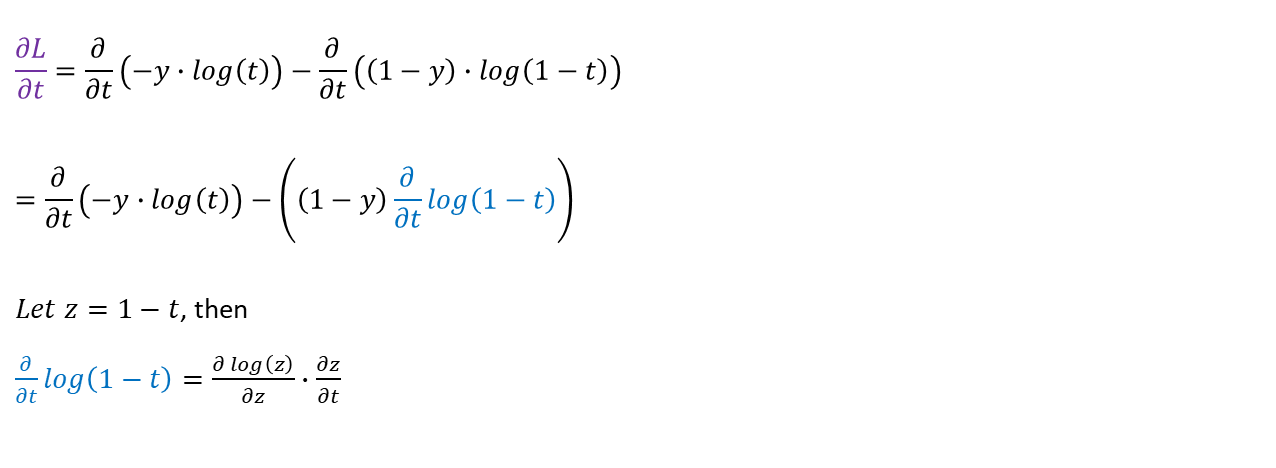 ∂L/∂t = ∂/∂t (−y · log(t)) − ∂/∂t ((1 − y) · log(1 − t))
= ∂/∂t (−y · log(t)) − ((1 − y) ∂/∂t log(1 − t))
Let z = 1 − t, then
∂/∂t log(1 − t) = ∂ log(z)/∂z · ∂z/∂t